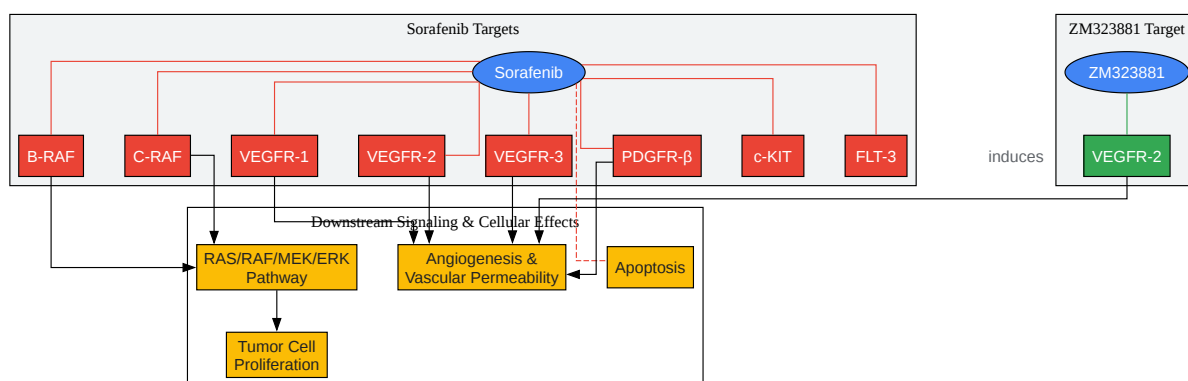 Sorafenib Targets
ZM323881 Target
Sorafenib
ZM323881
B-RAF
C-RAF
VEGFR-1
VEGFR-2
VEGFR-3
PDGFR-β
c-KIT
FLT-3
induces
VEGFR-2
Downstream Signaling & Cellular Effects
RAS/RAF/MEK/ERK
Pathway
Angiogenesis &
Vascular Permeability
Apoptosis
Tumor Cell
Proliferation